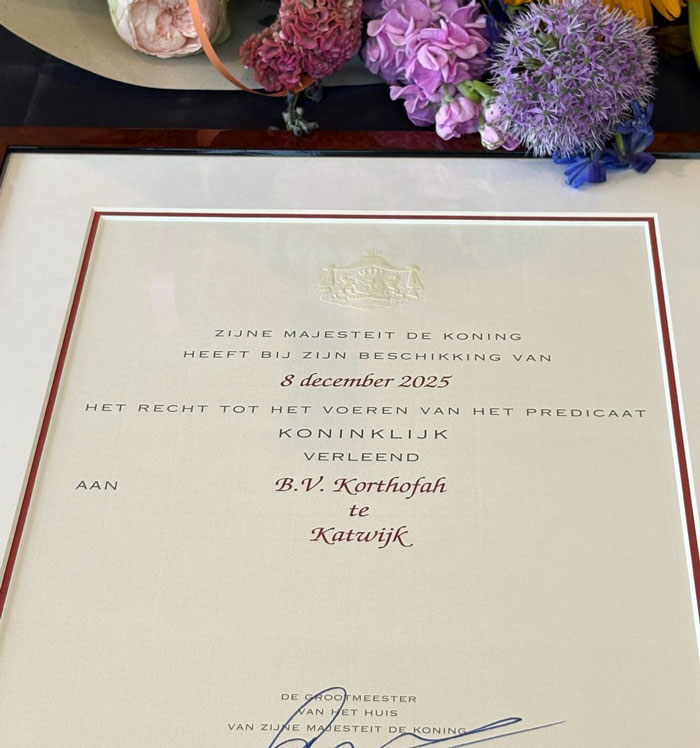 ZIJNE MAJESTEIT DE KONING
HEEFT BIJ ZIJN BESCHIKKING VAN
8 december 2025
HET RECHT TOT HET VOEREN VAN HET PREDICAAT
KONINKLIJK
VERLEEND
AAN B.V. Korthofah
te
Katwijk
DE GROOTMEESTER
VAN HET HUIS
VAN ZIJNE MAJESTEIT DE KONING